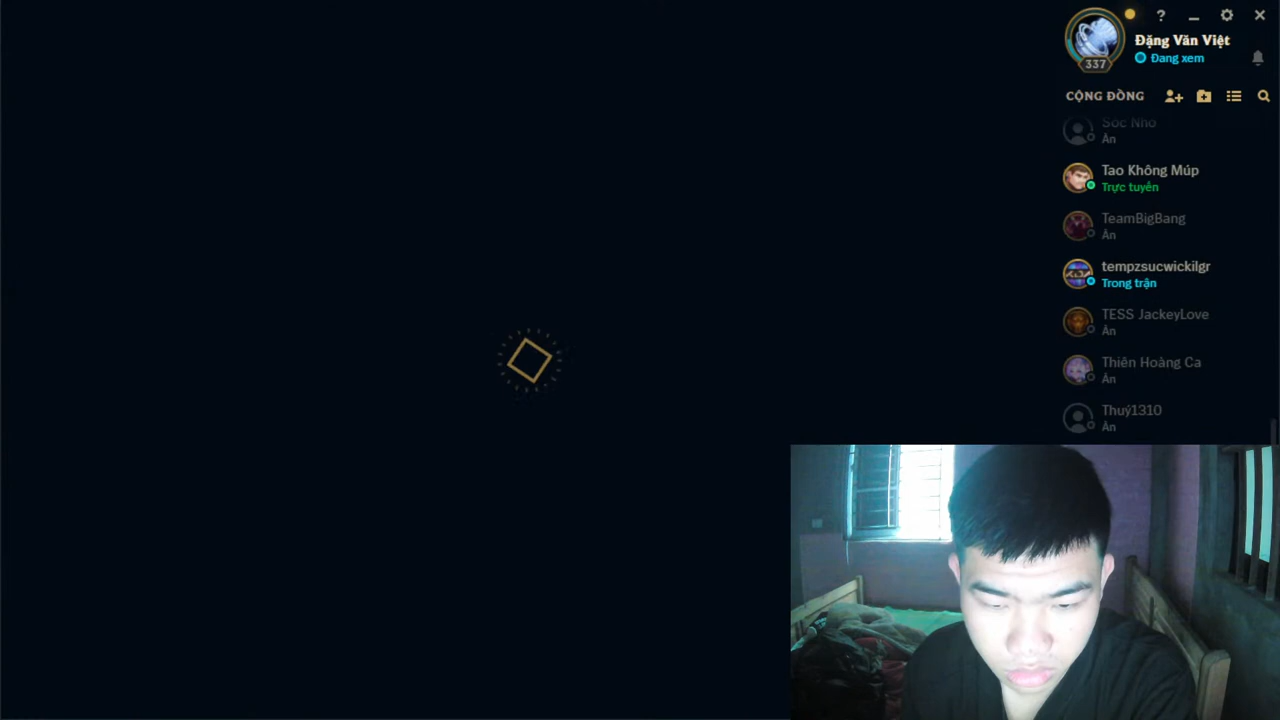 ?
Đặng Văn Việt
337
Đang xem
CỘNG ĐỒNG
Sóc Nhỏ
Ẩn
Tao Không Múp
Trực tuyến
TeamBigBang
Ẩn
tempzsucwickilgr
Trong trận
TESS JackeyLove
Ẩn
Thiên Hoàng Ca
Ẩn
Thuý1310
Ẩn